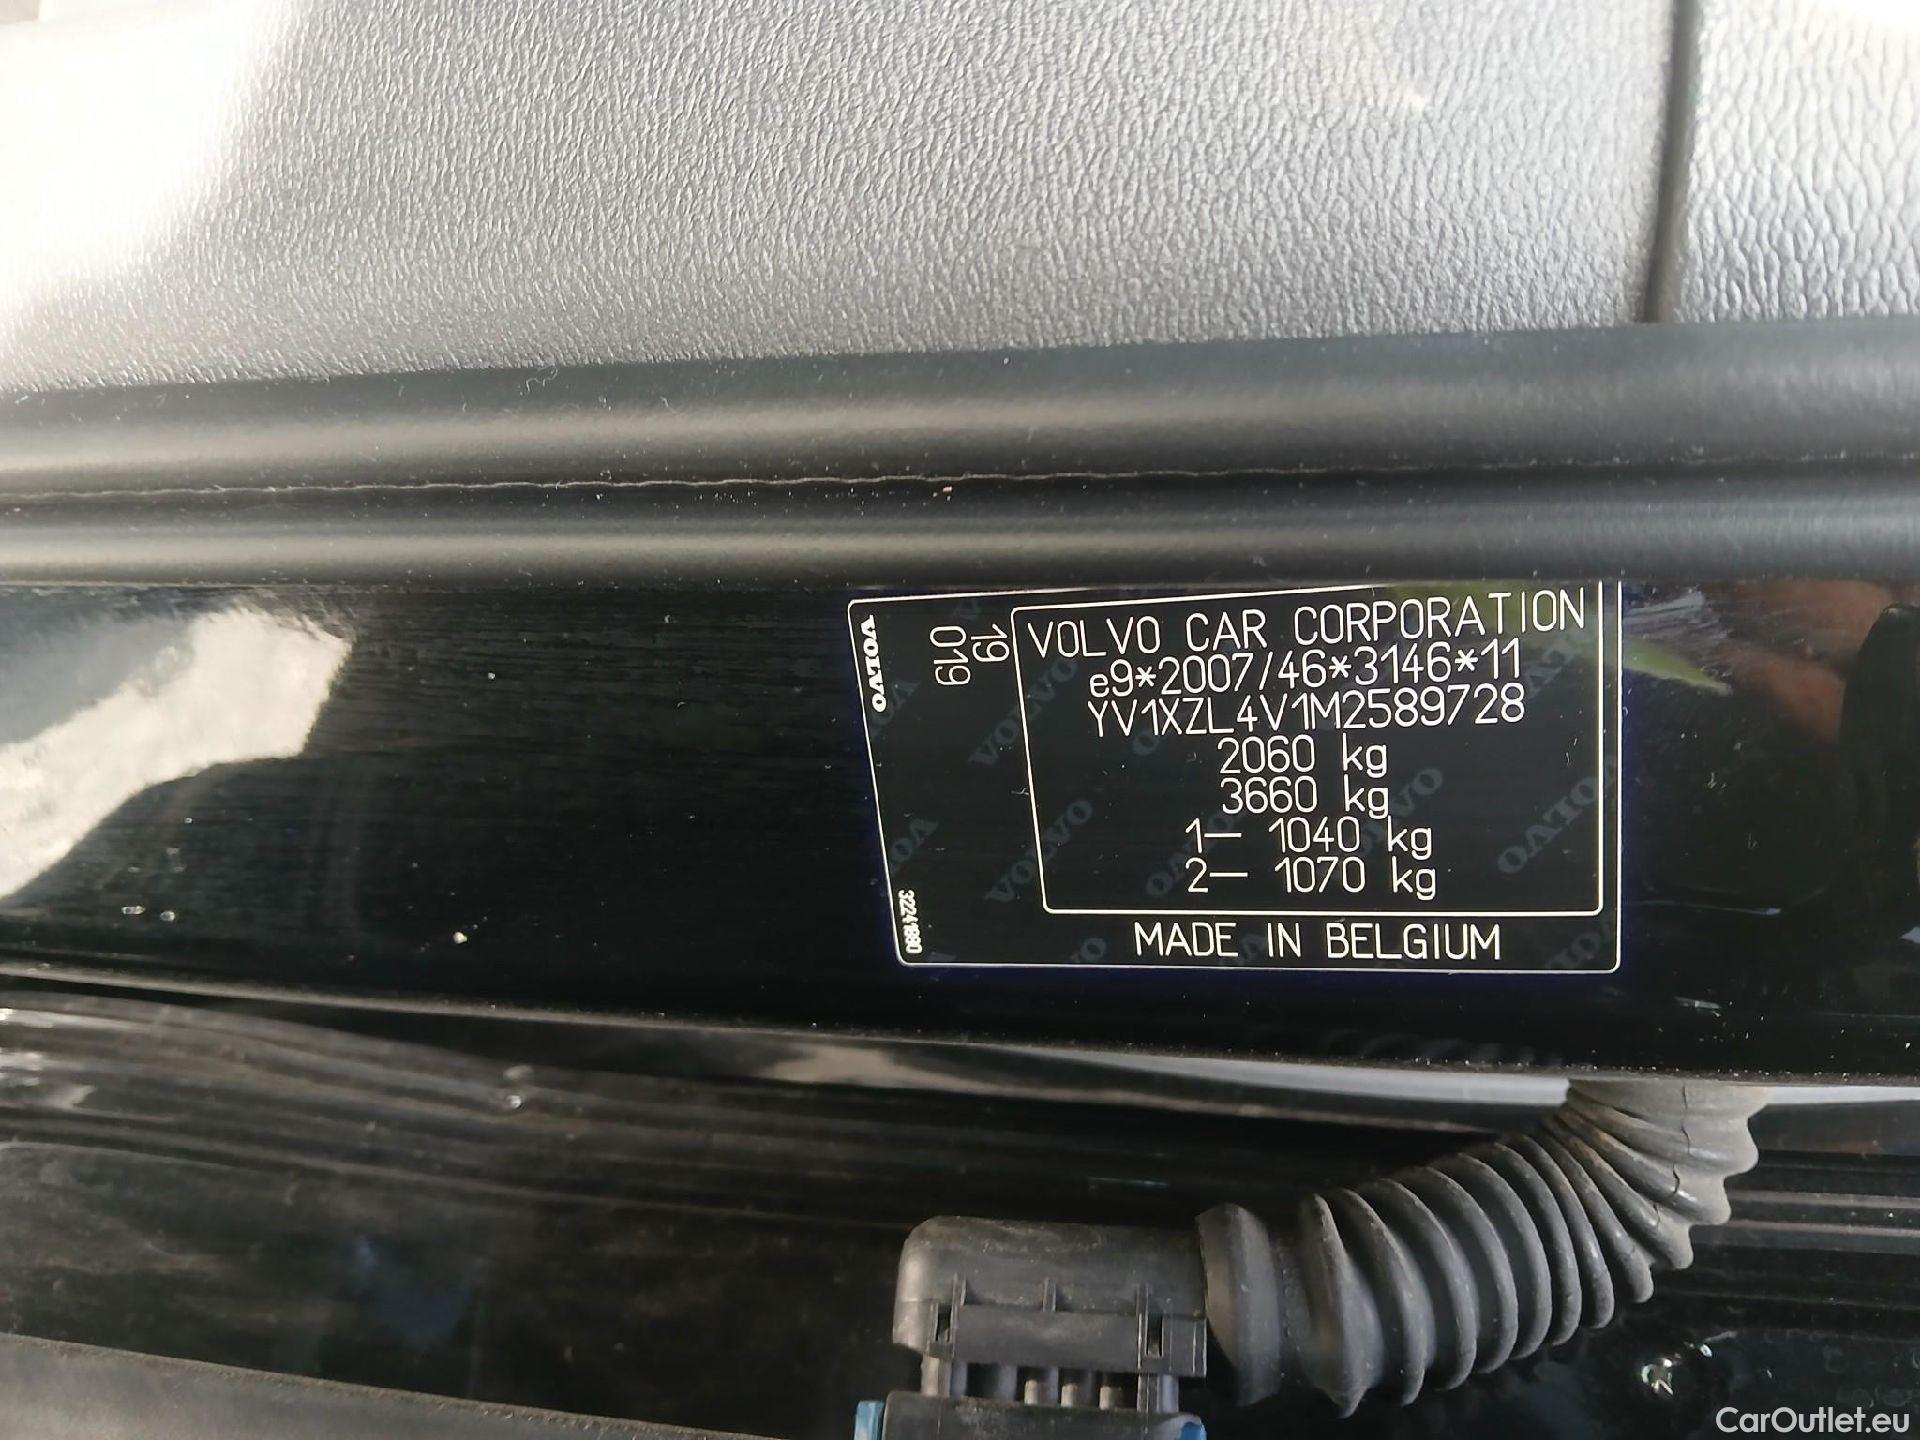 VOLVO
19
019
VOLVO CAR CORPORATION
e9*2007/46*3146*11
YV1XZL4V1M2589728
2060 kg
3660 kg
1— 1040 kg
2— 1070 kg
MADE IN BELGIUM
CarOutlet.eu